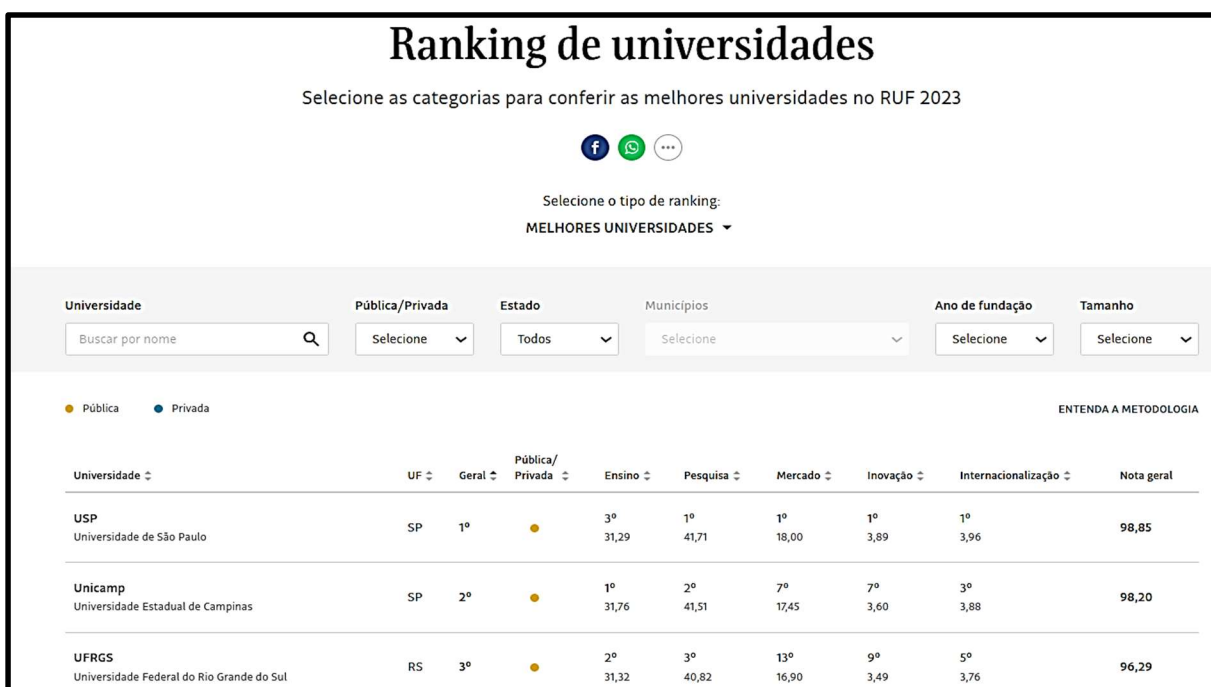 Ranking de universidades
Selecione as categorias para conferir as melhores universidades no RUF 2023
f
Selecione o tipo de ranking:
MELHORES UNIVERSIDADES
Universidade Pública/Privada Estado Municípios Ano de fundação Tamanho
Buscar por nome Selecione Todos Selecione Selecione Selecione
Pública Privada ENTENDA A METODOLOGIA
Universidade UF Geral Pública/ Privada Ensino Pesquisa Mercado Inovação Internacionalização Nota geral
USP 3º 1º 1º 1º 1º
SP 1º 98,85
Universidade de São Paulo 31,29 41,71 18,00 3,89 3,96
Unicamp 1º 2º 7º 7º 3º
SP 2º 98,20
Universidade Estadual de Campinas 31,76 41,51 17,45 3,60 3,88
UFRGS 2º 3º 13º 9º 5º
RS 3º 96,29
Universidade Federal do Rio Grande do Sul 31,32 40,82 16,90 3,49 3,76